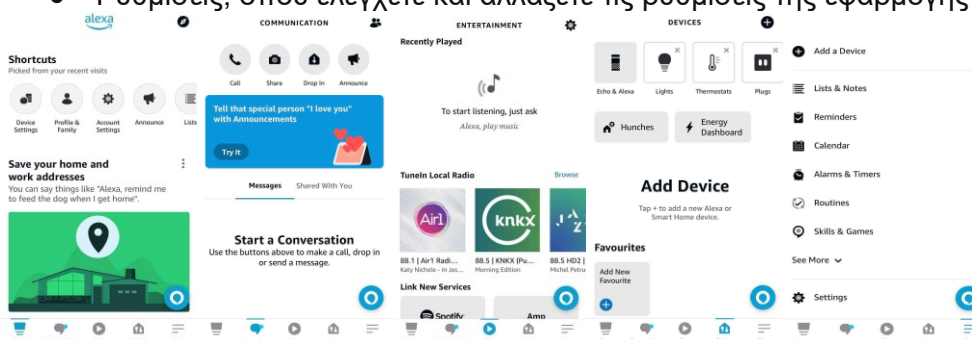 Ρυθμίσεις, όπου ελέγχετε και αλλάζετε τις ρυθμίσεις της εφαρμογής
alexa
Shortcuts
Picked from your recent visits
Device Settings
Profile & Family
Account Settings
Announce
Lists
Save your home and
work addresses
You can say things like "Alexa, remind me
to feed the dog when I get home".
COMMUNICATION
Call
Share
Drop In
Announce
Tell that special person "I love you"
with Announcements
Try It
Messages
Shared With You
Start a Conversation
Use the buttons above to make a call, drop in
or send a message.
ENTERTAINMENT
Recently Played
To start listening, just ask
Alexa, play music
TuneIn Local Radio
Browse
Air1
knkx
88.1 | Air1 Radi...
Katy Nichole - In Jes...
88.5 | KNKX (Pu...
Morning Edition
88.5 HD2 |
Michel Petru
Link New Services
Spotify
Amp
DEVICES
Echo & Alexa
Lights
Thermostats
Plugs
Hunches
Energy
Dashboard
Add Device
Tap + to add a new Alexa or
Smart Home device.
Favourites
Add New
Favourite
Add a Device
Lists & Notes
Reminders
Calendar
Alarms & Timers
Routines
Skills & Games
See More
Settings